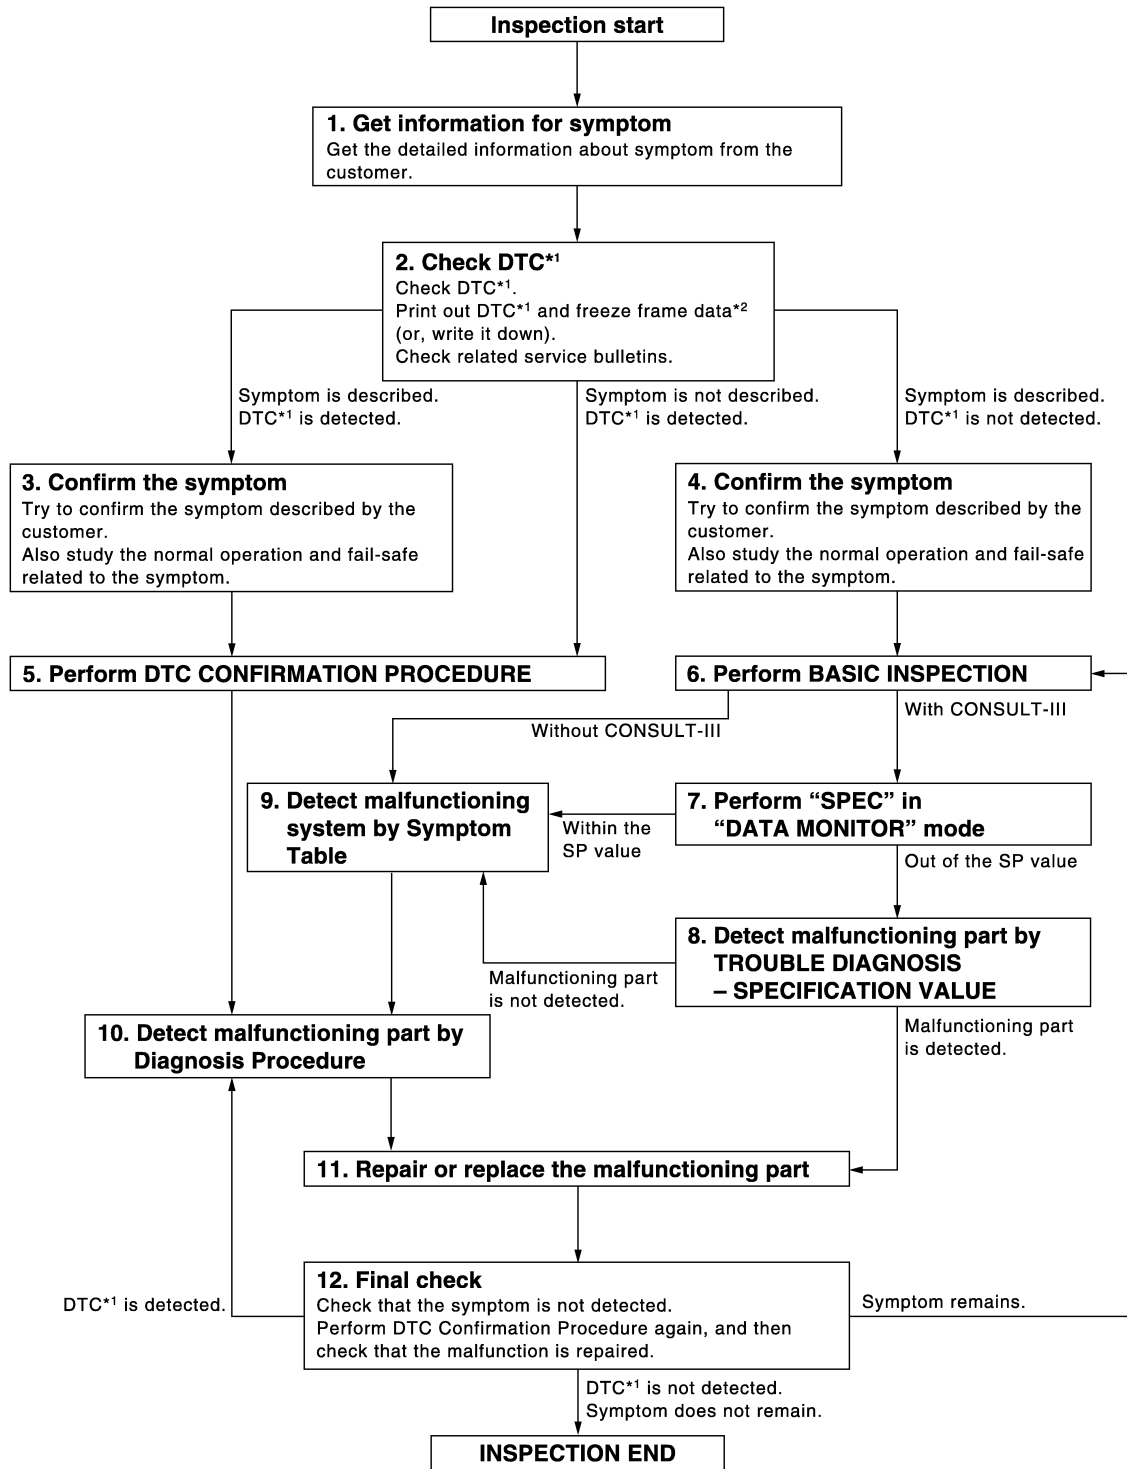 Inspection start
1. Get information for symptom
Get the detailed information about symptom from the
customer.
2. Check DTC*1
Check DTC*1.
Print out DTC*1 and freeze frame data*2
(or, write it down).
Check related service bulletins.
Symptom is described.
DTC*1 is detected.
Symptom is not described.
DTC*1 is detected.
Symptom is described.
DTC*1 is not detected.
3. Confirm the symptom
Try to confirm the symptom described by the
customer.
Also study the normal operation and fail-safe
related to the symptom.
4. Confirm the symptom
Try to confirm the symptom described by the
customer.
Also study the normal operation and fail-safe
related to the symptom.
5. Perform DTC CONFIRMATION PROCEDURE
6. Perform BASIC INSPECTION
Without CONSULT-III
With CONSULT-III
9. Detect malfunctioning
system by Symptom
Table
Within the
SP value
7. Perform “SPEC” in
“DATA MONITOR” mode
Out of the SP value
8. Detect malfunctioning part by
TROUBLE DIAGNOSIS
– SPECIFICATION VALUE
Malfunctioning part
is not detected.
Malfunctioning part
is detected.
10. Detect malfunctioning part by
Diagnosis Procedure
11. Repair or replace the malfunctioning part
12. Final check
Check that the symptom is not detected.
Perform DTC Confirmation Procedure again, and then
check that the malfunction is repaired.
DTC*1 is detected.
Symptom remains.
DTC*1 is not detected.
Symptom does not remain.
INSPECTION END